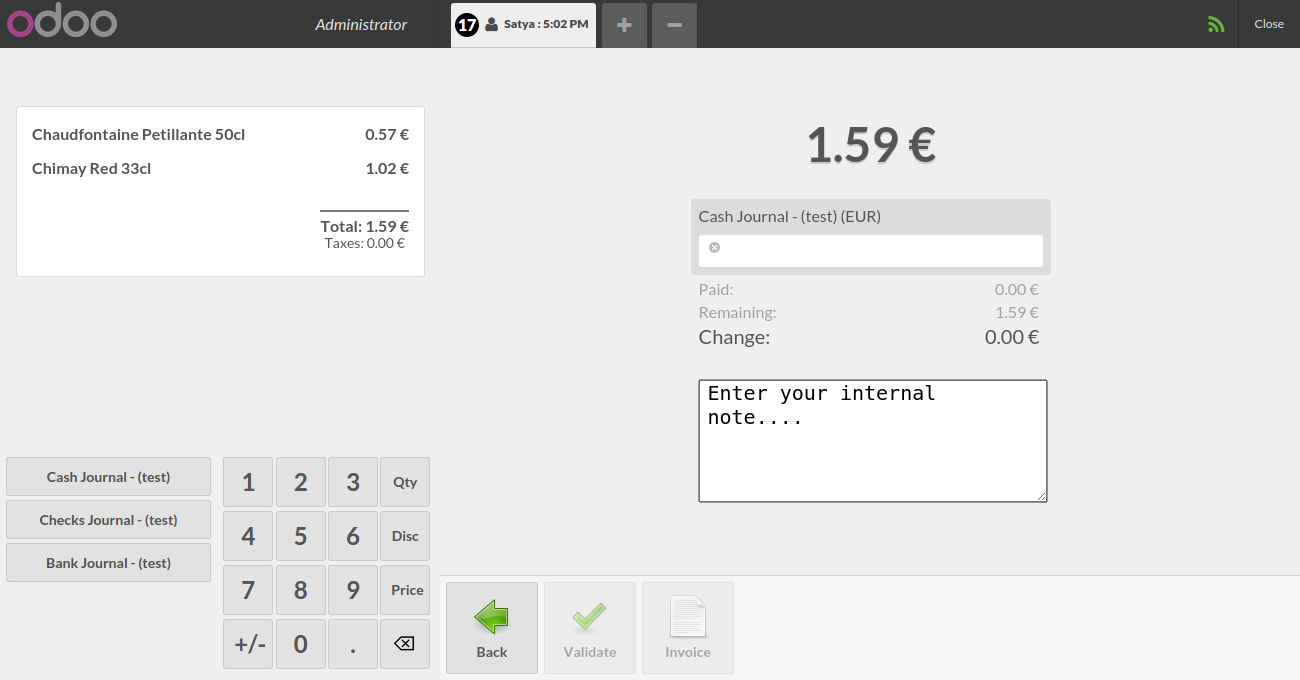 odoo
Administrator
17 Satya : 5:02 PM
+
−
Close
Chaudfontaine Petillante 50cl 0.57 €
Chimay Red 33cl 1.02 €
Total: 1.59 €
Taxes: 0.00 €
1.59 €
Cash Journal - (test) (EUR)
Paid: 0.00 €
Remaining: 1.59 €
Change: 0.00 €
Enter your internal
note....
Cash Journal - (test)
Checks Journal - (test)
Bank Journal - (test)
1 2 3 Qty
4 5 6 Disc
7 8 9 Price
+/- 0 .
Back Validate Invoice